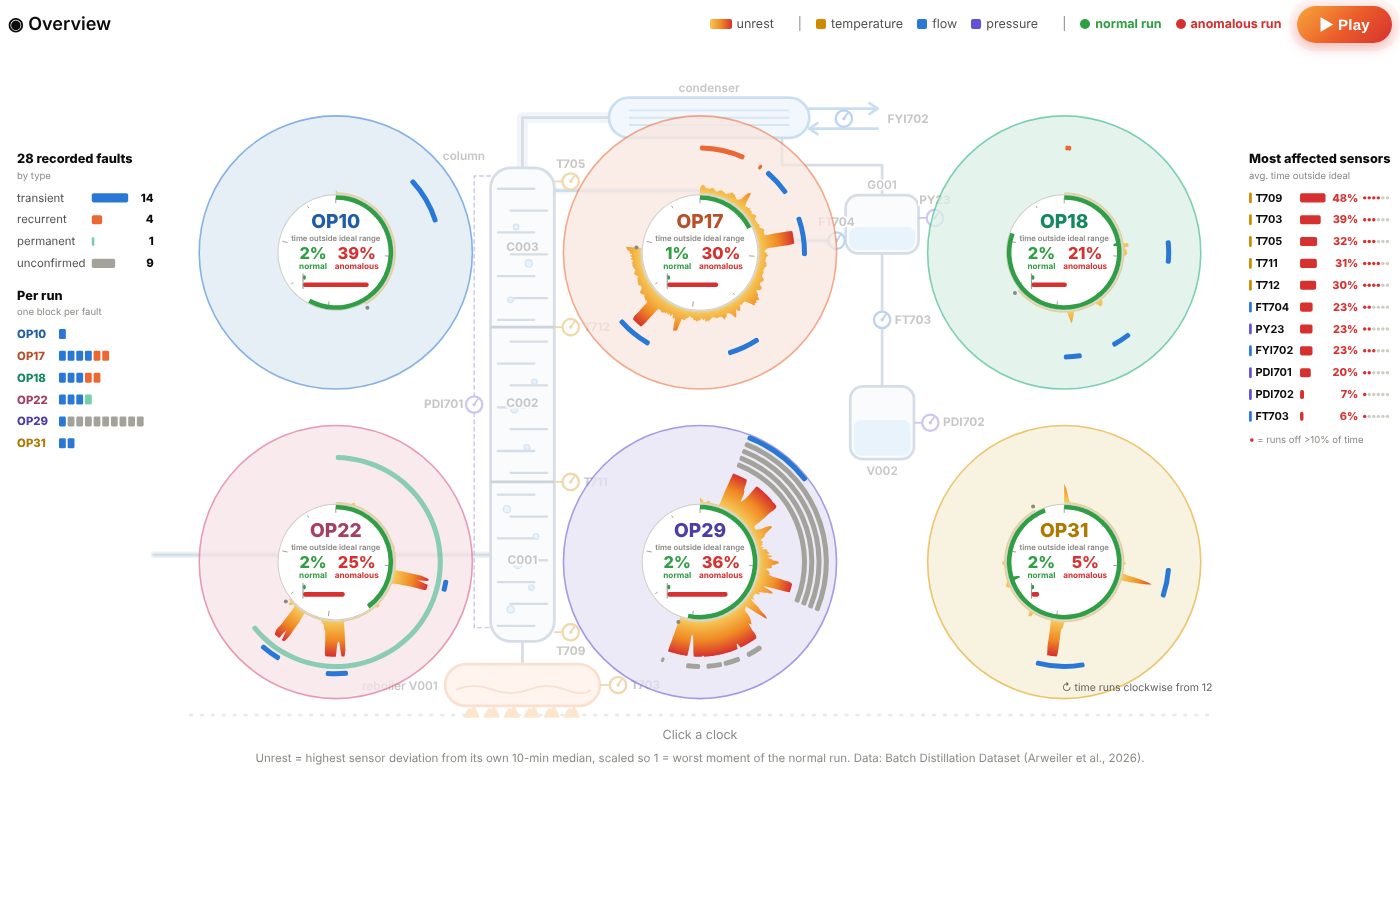 ◉ Overview
unrest | temperature flow pressure | normal run anomalous run
▶ Play
condenser
FYI702
column
T705
G001
PY23
FT704
C003
T712
FT703
C002
PDI701
PDI702
V002
T711
C001
T709
reboiler V001
T703
28 recorded faults
by type
transient 14
recurrent 4
permanent 1
unconfirmed 9
Per run
one block per fault
OP10
OP17
OP18
OP22
OP29
OP31
OP10
time outside ideal range
2% 39%
normal anomalous
OP17
time outside ideal range
1% 30%
normal anomalous
OP18
time outside ideal range
2% 21%
normal anomalous
OP22
time outside ideal range
2% 25%
normal anomalous
OP29
time outside ideal range
2% 36%
normal anomalous
OP31
time outside ideal range
2% 5%
normal anomalous
Most affected sensors
avg. time outside ideal
T709 48%
T703 39%
T705 32%
T711 31%
T712 30%
FT704 23%
PY23 23%
FYI702 23%
PDI701 20%
PDI702 7%
FT703 6%
• = runs off >10% of time
↻ time runs clockwise from 12
Click a clock
Unrest = highest sensor deviation from its own 10-min median, scaled so 1 = worst moment of the normal run. Data: Batch Distillation Dataset (Arweiler et al., 2026).